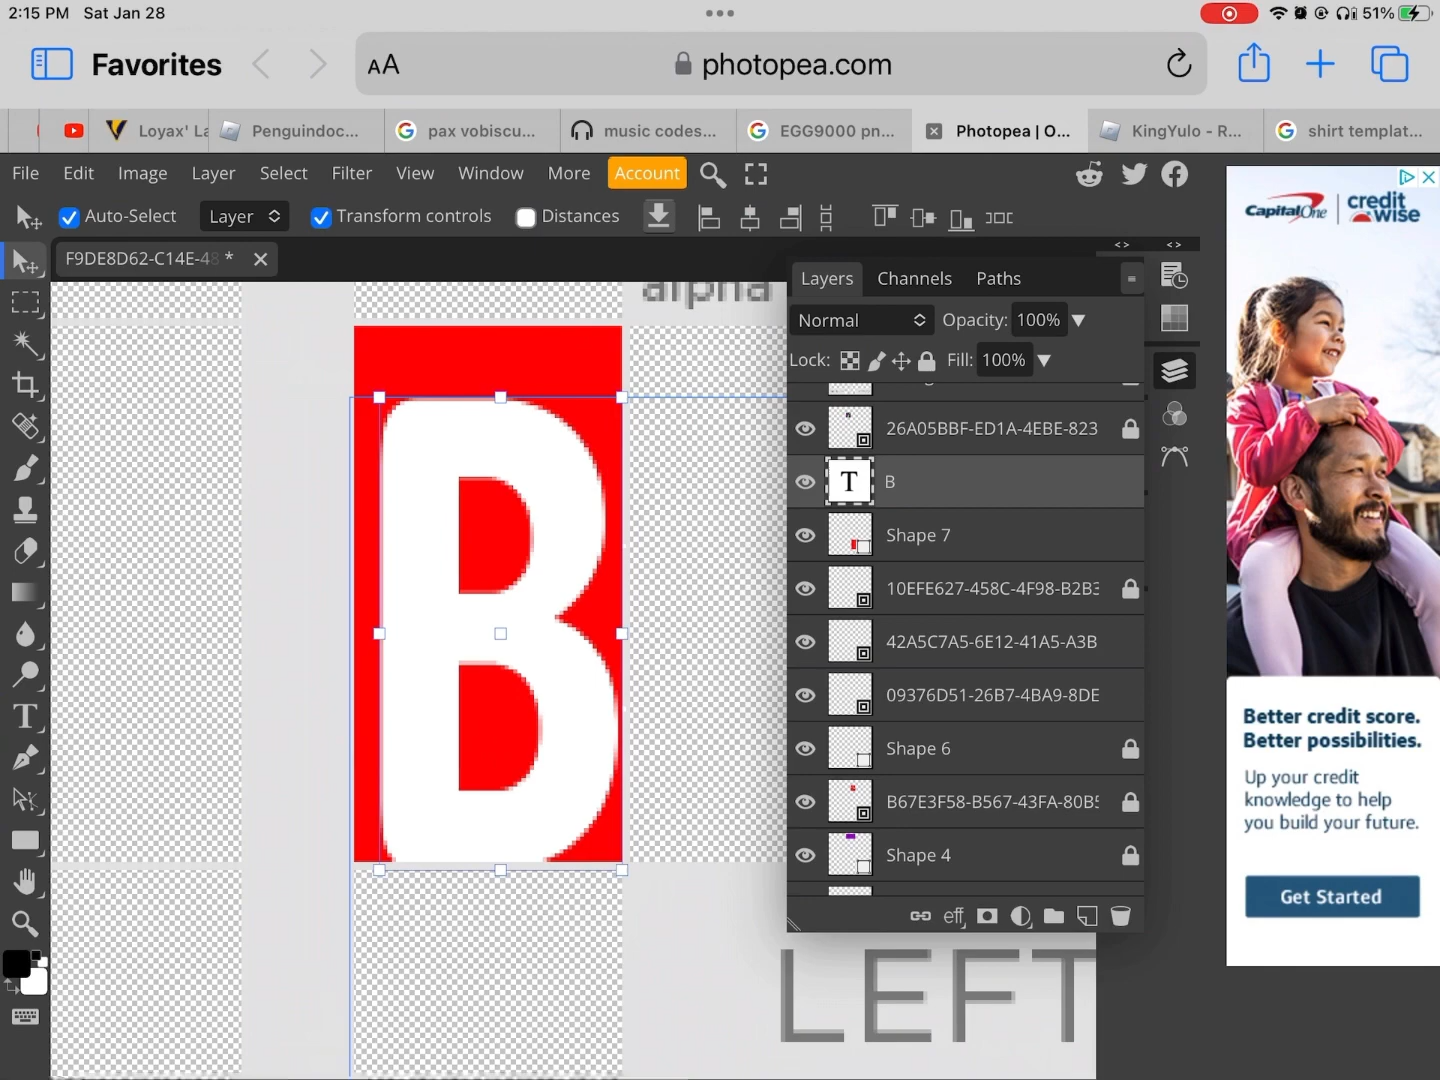 2:15 PM Sat Jan 28
51%
Favorites
AA
photopea.com
Loyax' La
Penguindoc...
pax vobiscu...
music codes...
EGG9000 pn...
Photopea | O...
KingYulo - R...
shirt templat...
File Edit Image Layer Select Filter View Window More Account
Auto-Select
Layer
Transform controls
Distances
F9DE8D62-C14E-48 *
alpha
Layers Channels Paths
Normal
Opacity: 100%
Lock:
Fill: 100%
26A05BBF-ED1A-4EBE-823
T B
Shape 7
10EFE627-458C-4F98-B2B3
42A5C7A5-6E12-41A5-A3B
09376D51-26B7-4BA9-8DE
Shape 6
B67E3F58-B567-43FA-80B5
Shape 4
eff
B
LEFT
CapitalOne
credit wise
Better credit score.
Better possibilities.
Up your credit
knowledge to help
you build your future.
Get Started